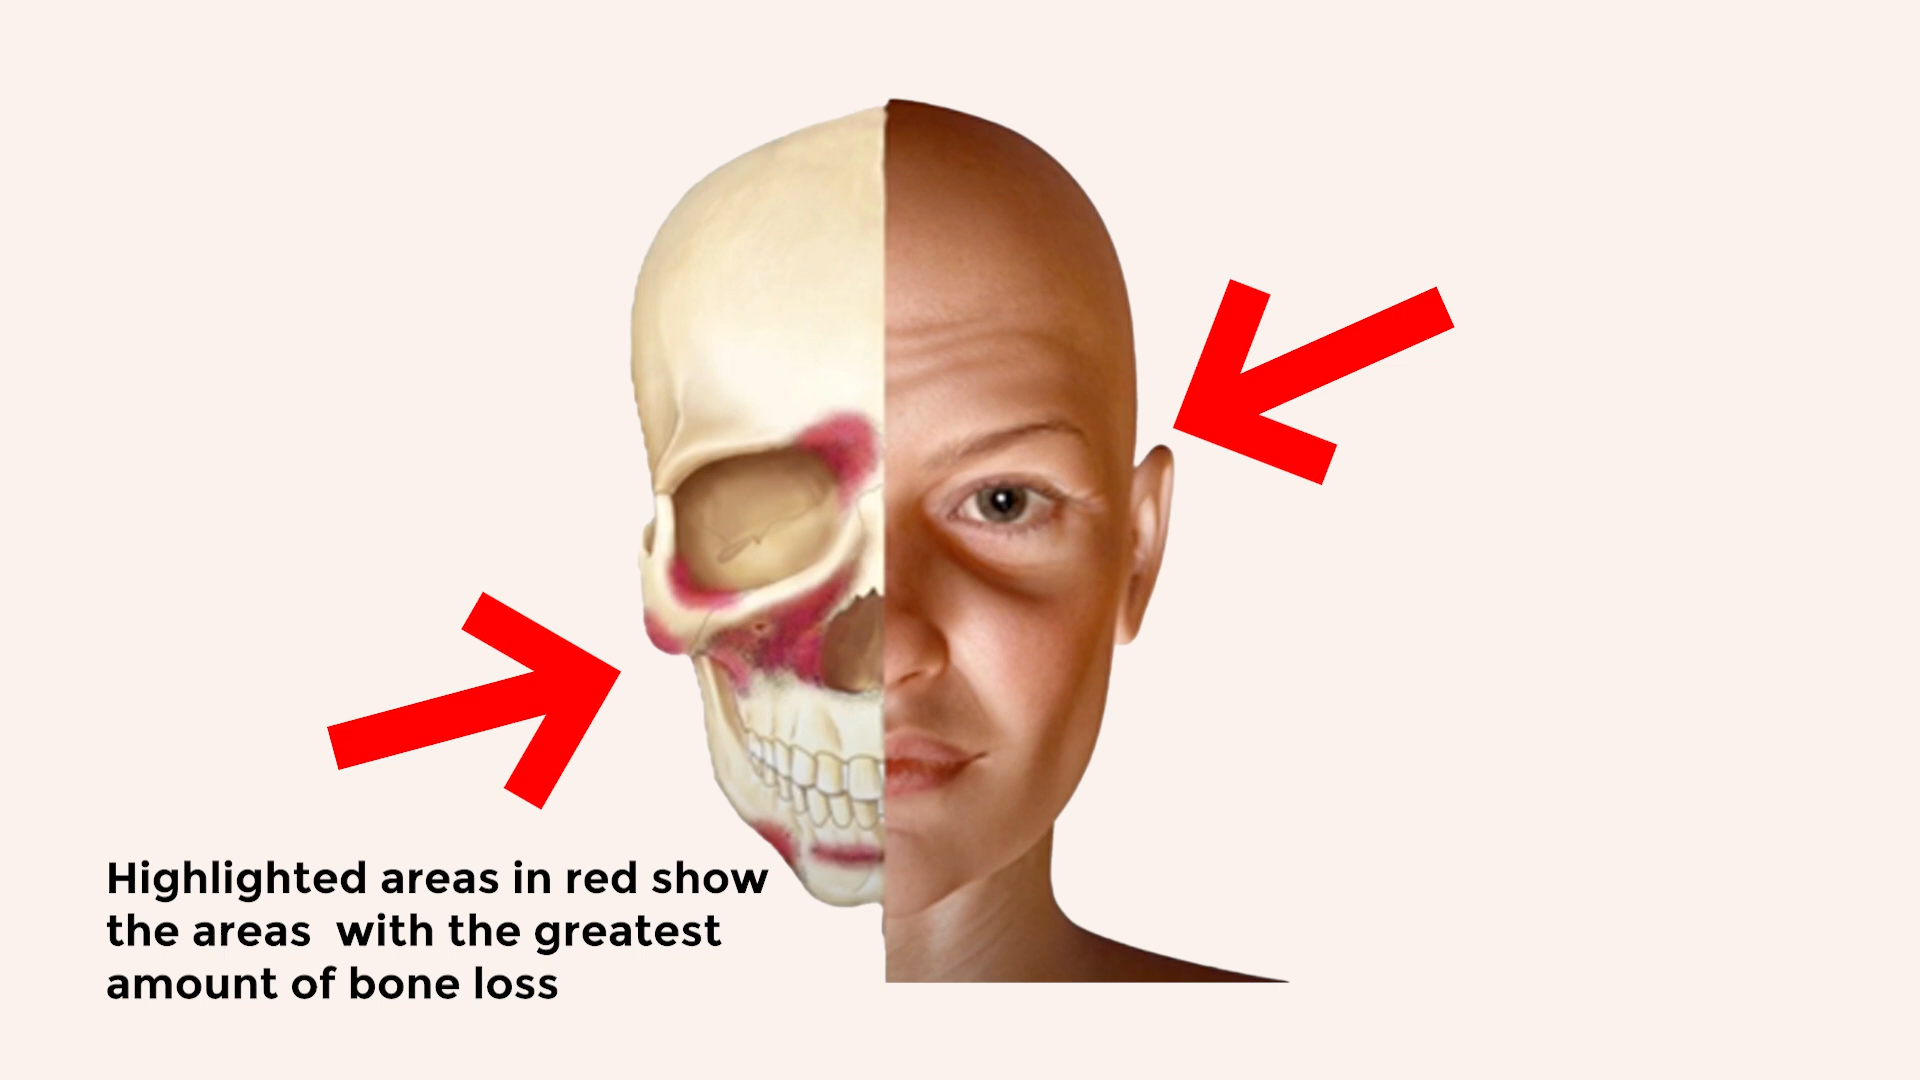 Highlighted areas in red show
the areas  with the greatest
amount of bone loss